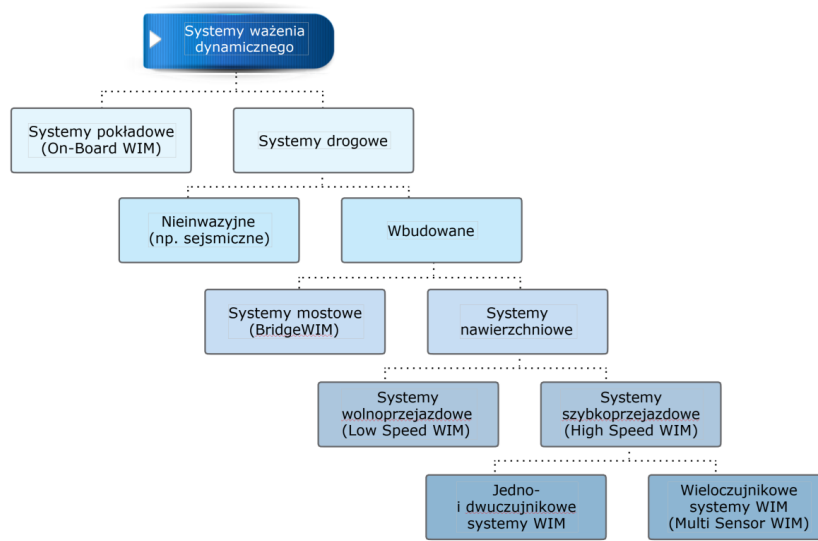 Systemy ważenia
dynamicznego
Systemy pokładowe
(On-Board WIM)
Systemy drogowe
Nieinwazyjne
(np. sejsmiczne)
Wbudowane
Systemy mostowe
(BridgeWIM)
Systemy
nawierzchniowe
Systemy
wolnoprzejazdowe
(Low Speed WIM)
Systemy
szybkoprzejazdowe
(High Speed WIM)
Jedno-
i dwuczujnikowe
systemy WIM
Wieloczujnikowe
systemy WIM
(Multi Sensor WIM)